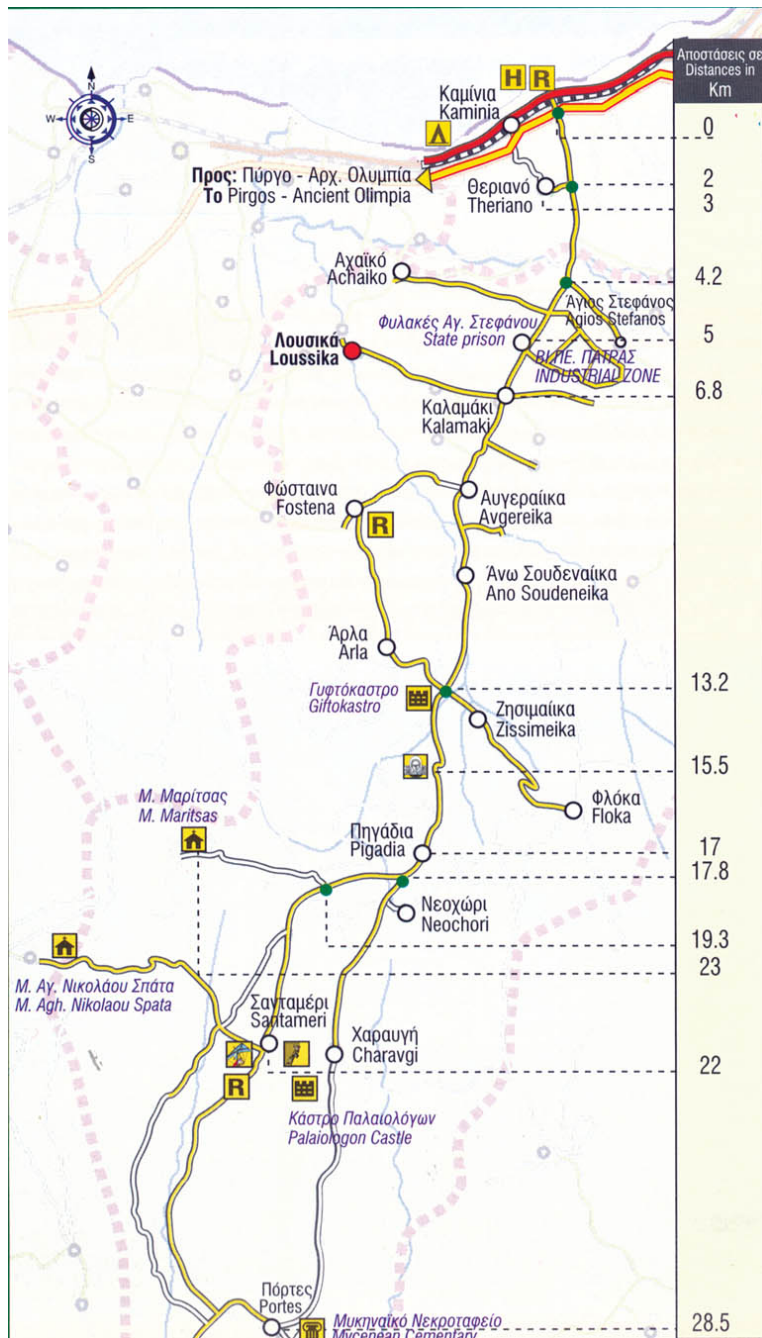 Αποστάσεις σε
Distances in
Km
N
W E
S
H R
Καμίνια
Kaminia
0
Προς: Πύργο - Αρχ. Ολυμπία
To Pirgos - Ancient Olimpia
Θεριανό
Theriano
2
3
Αχαϊκό
Achaiko
4.2
Άγιος Στεφάνος
Agios Stefanos
Φυλακές Αγ. Στεφάνου
State prison
5
Λουσικά
Loussika
ΒΙ.ΠΕ. ΠΑΤΡΑΣ
INDUSTRIAL ZONE
6.8
Καλαμάκι
Kalamaki
Φώσταινα
Fostena
R
Αυγεραίικα
Avgereika
Άνω Σουδεναίικα
Ano Soudeneika
Άρλα
Arla
13.2
Γυφτόκαστρο
Giftokastro
Ζησιμαίικα
Zissimeika
15.5
Μ. Μαρίτσας
M. Maritsas
Φλόκα
Floka
Πηγάδια
Pigadia
17
17.8
Νεοχώρι
Neochori
19.3
23
Μ. Αγ. Νικολάου Σπάτα
M. Agh. Nikolaou Spata
Σανταμέρι
Santameri
Χαραυγή
Charavgi
22
R
Κάστρο Παλαιολόγων
Palaiologon Castle
Πόρτες
Portes
Μυκηναϊκό Νεκροταφείο
Mycenean Cementary
28.5